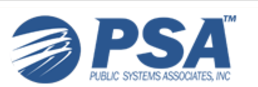 PSA™
PUBLIC SYSTEMS ASSOCIATES, INC